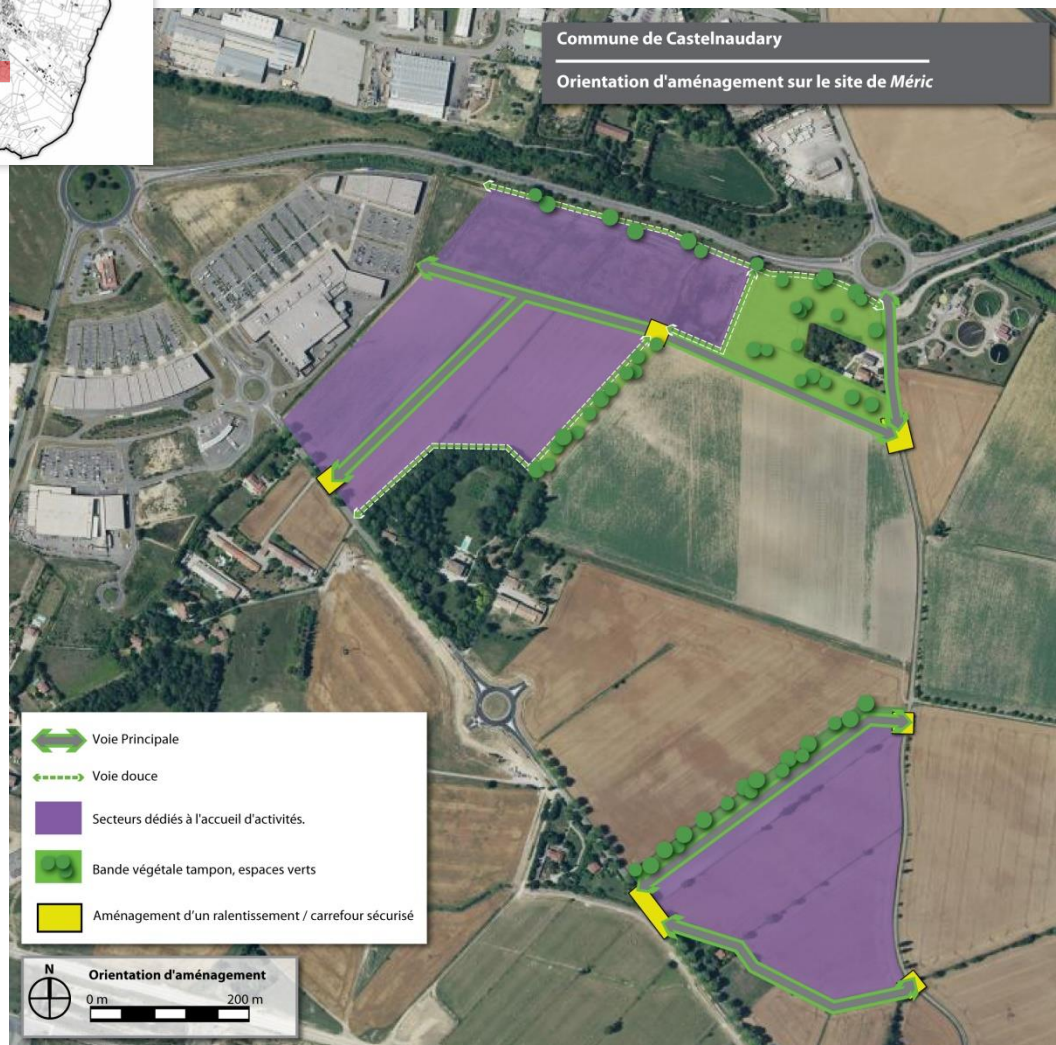 Commune de Castelnaudary
Orientation d'aménagement sur le site de Méric
Voie Principale
Voie douce
Secteurs dédiés à l'accueil d'activités.
Bande végétale tampon, espaces verts
Aménagement d'un ralentissement / carrefour sécurisé
N
Orientation d'aménagement
0 m
200 m